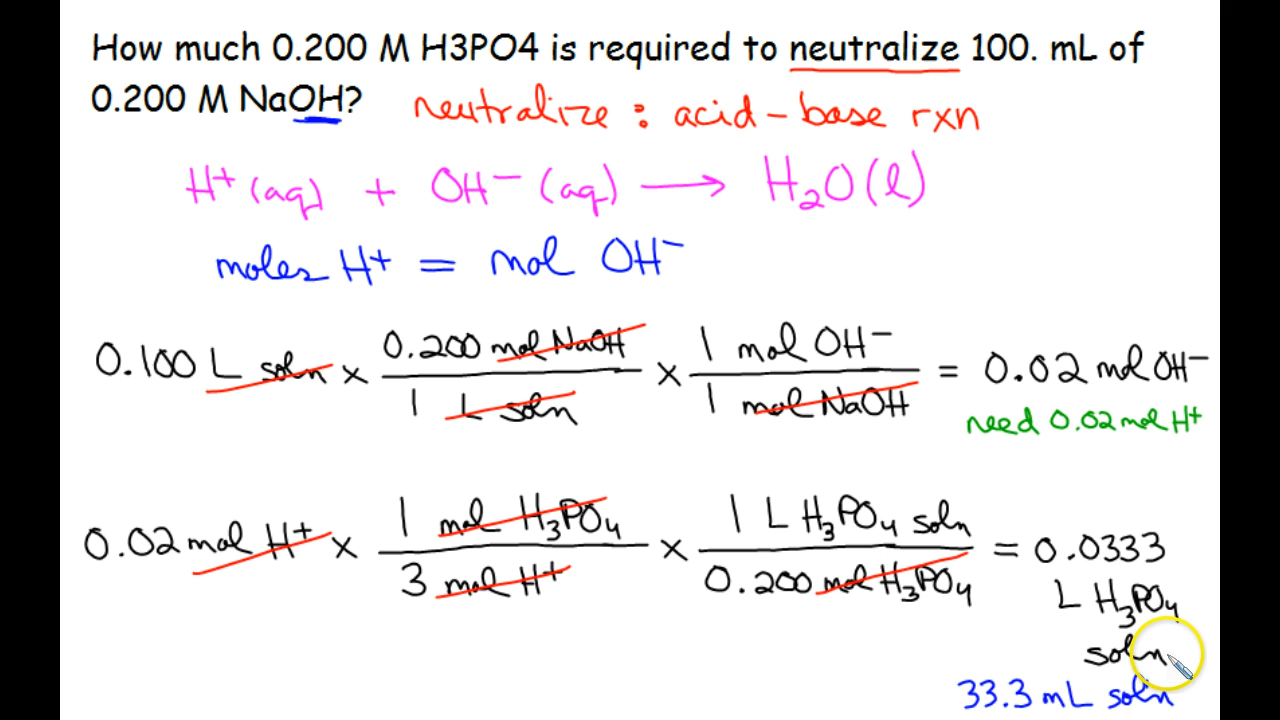 How much 0.200 M H3PO4 is required to neutralize 100. mL of
0.200 M NaOH?
neutralize : acid-base rxn
H⁺(aq) + OH⁻(aq) ⟶ H₂O(l)
moles H⁺ = mol OH⁻
0.100 L soln × 0.200 mol NaOH / 1 L soln × 1 mol OH⁻ / 1 mol NaOH = 0.02 mol OH⁻
need 0.02 mol H⁺
0.02 mol H⁺ × 1 mol H₃PO₄ / 3 mol H⁺ × 1 L H₃PO₄ soln / 0.200 mol H₃PO₄ = 0.0333
L H₃PO₄
soln
33.3 mL soln